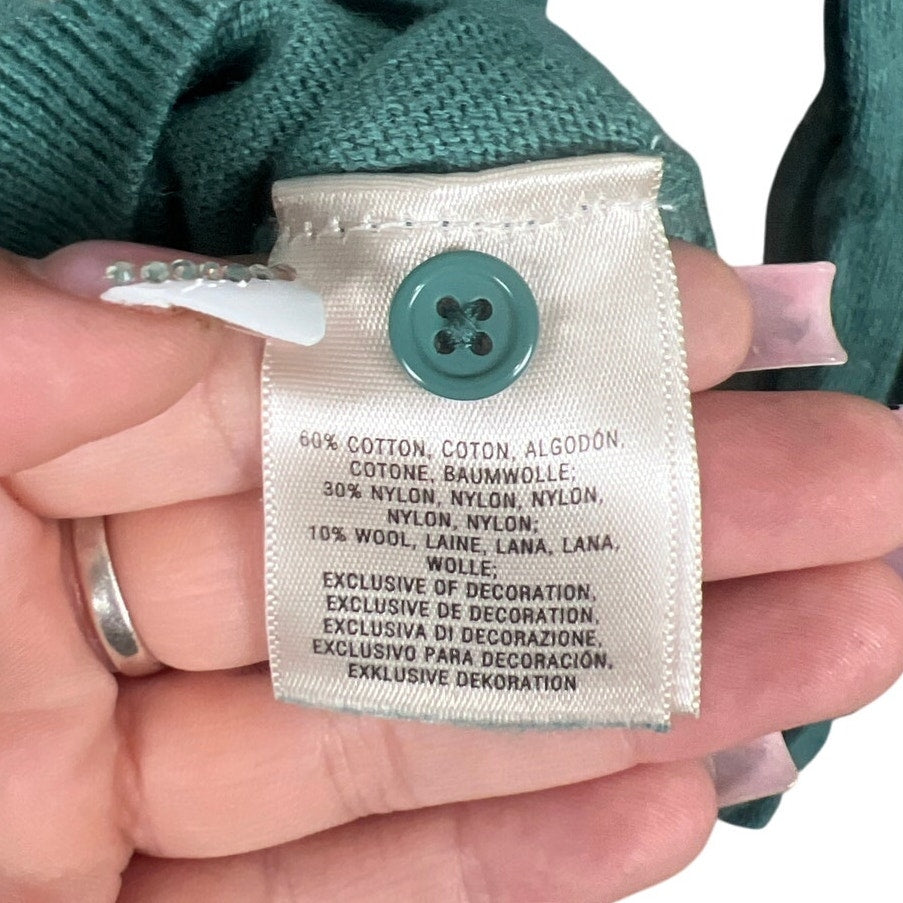 60% COTTON, COTON, ALGODÓN,
COTONE, BAUMWOLLE;
30% NYLON, NYLON, NYLON,
NYLON, NYLON;
10% WOOL, LAINE, LANA, LANA,
WOLLE;
EXCLUSIVE OF DECORATION,
EXCLUSIVE DE DECORATION,
EXCLUSIVA DI DECORAZIONE,
EXCLUSIVO PARA DECORACIÓN,
EXKLUSIVE DEKORATION